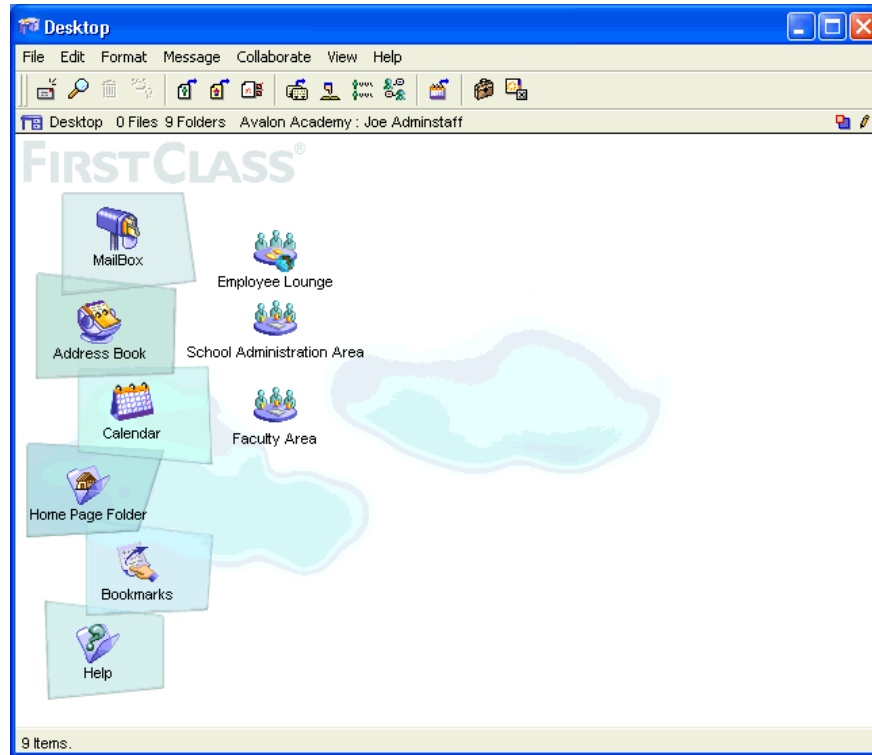 Desktop
File Edit Format Message Collaborate View Help
Desktop 0 Files 9 Folders Avalon Academy : Joe Adminstaff
FIRSTCLASS®
MailBox
Employee Lounge
Address Book
School Administration Area
Calendar
Faculty Area
Home Page Folder
Bookmarks
Help
9 Items.